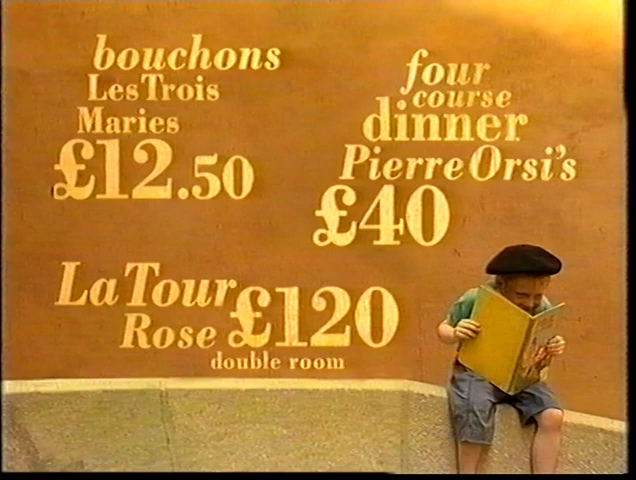 bouchons
Les Trois
Maries
£12.50
four
course
dinner
Pierre Orsi's
£40
La Tour
Rose £120
double room